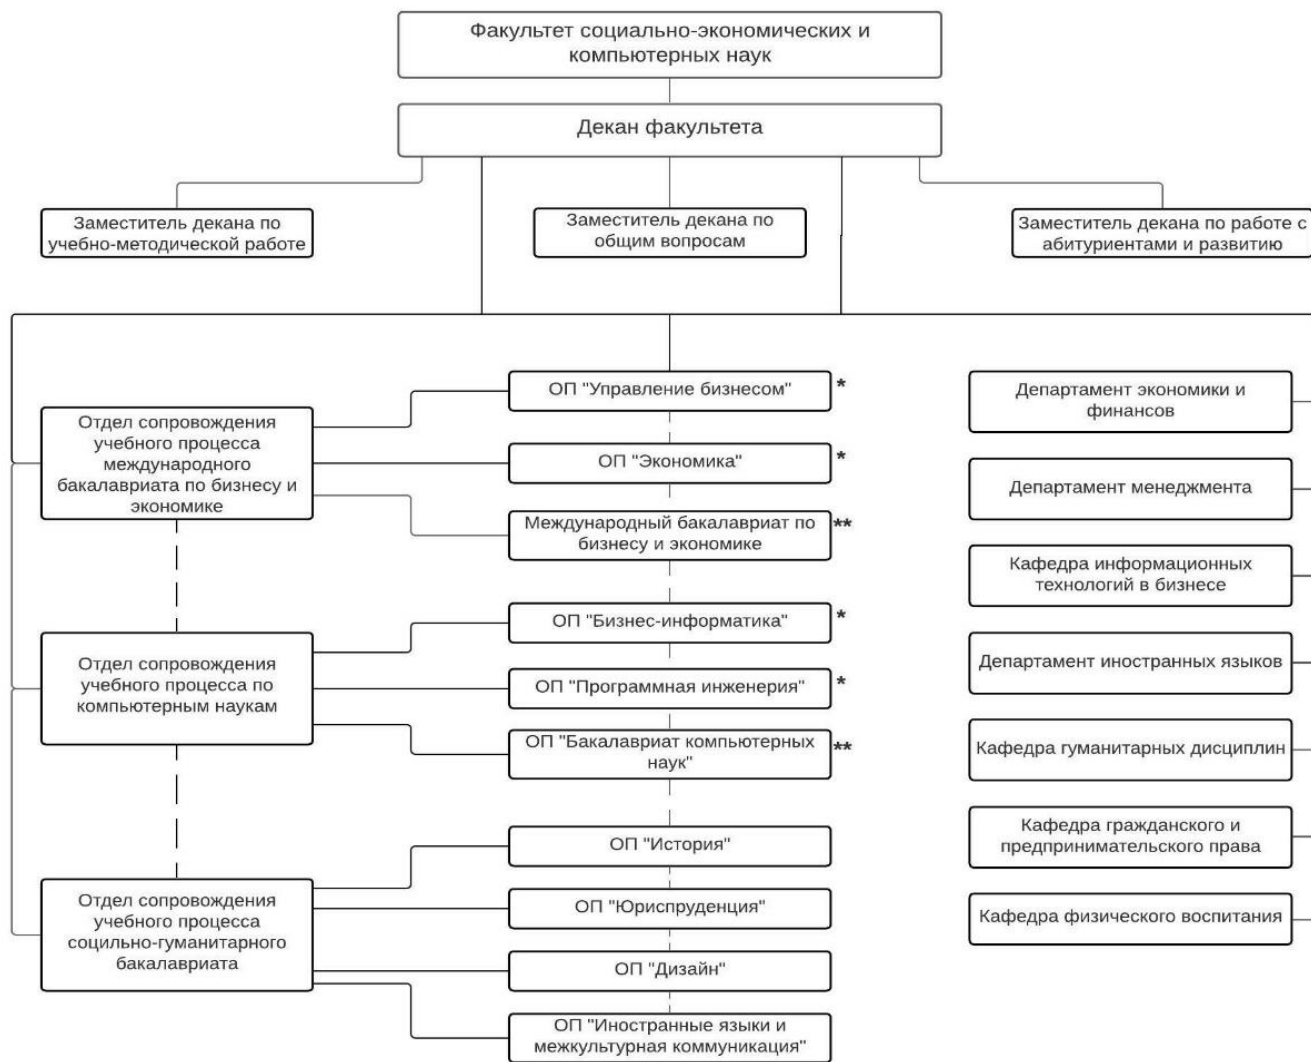 Факультет социально-экономических и
компьютерных наук
Декан факультета
Заместитель декана по
учебно-методической работе
Заместитель декана по
общим вопросам
Заместитель декана по работе с
абитуриентами и развитию
Отдел сопровождения
учебного процесса
международного
бакалавриата по бизнесу и
экономике
Отдел сопровождения
учебного процесса по
компьютерным наукам
Отдел сопровождения
учебного процесса
социльно-гуманитарного
бакалавриата
ОП "Управление бизнесом" *
ОП "Экономика" *
Международный бакалавриат по **
бизнесу и экономике
ОП "Бизнес-информатика" *
ОП "Программная инженерия" *
ОП "Бакалавриат компьютерных **
наук"
ОП "История"
ОП "Юриспруденция"
ОП "Дизайн"
ОП "Иностранные языки и
межкультурная коммуникация"
Департамент экономики и
финансов
Департамент менеджмента
Кафедра информационных
технологий в бизнесе
Департамент иностранных языков
Кафедра гуманитарных дисциплин
Кафедра гражданского и
предпринимательского права
Кафедра физического воспитания